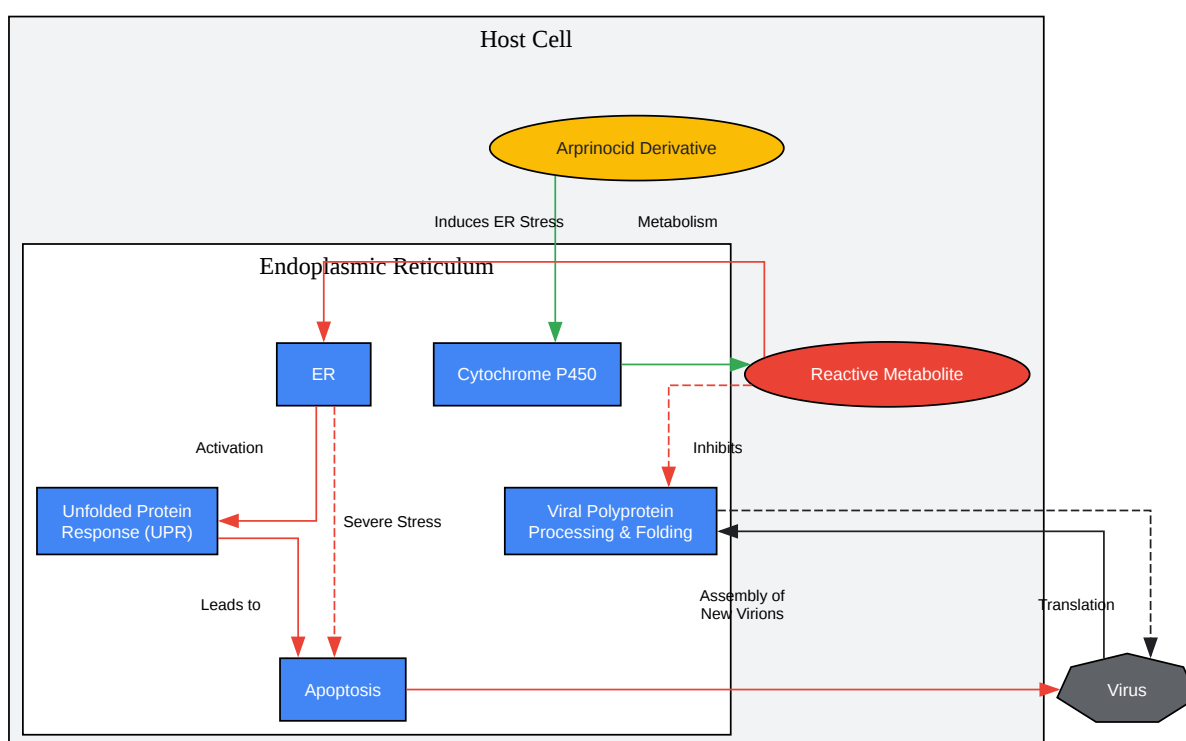 Host Cell
Arprinocid Derivative
Induces ER Stress
Metabolism
Endoplasmic Reticulum
ER
Cytochrome P450
Reactive Metabolite
Activation
Inhibits
Unfolded Protein
Response (UPR)
Severe Stress
Viral Polyprotein
Processing & Folding
Leads to
Assembly of
New Virions
Translation
Apoptosis
Virus